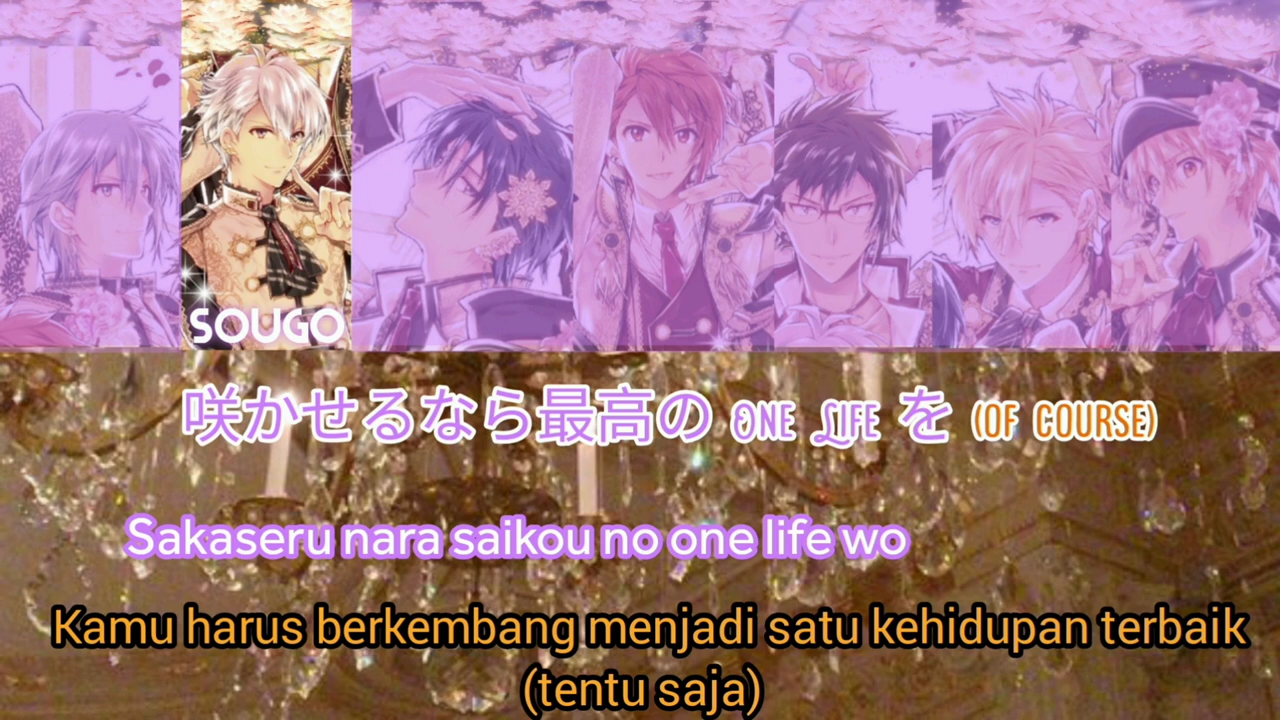 SOUGO
咲かせるなら最高の ONE LIFE を (OF COURSE)
Sakaseru nara saikou no one life wo
Kamu harus berkembang menjadi satu kehidupan terbaik
(tentu saja)